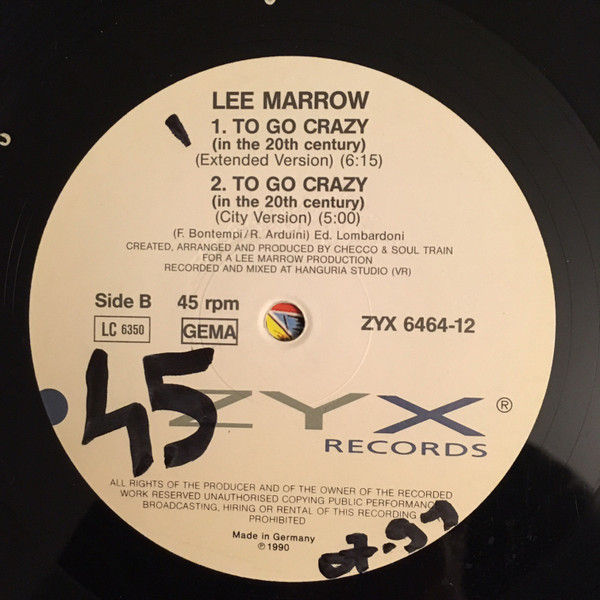 LEE MARROW
1. TO GO CRAZY
(in the 20th century)
(Extended Version) (6:15)
2. TO GO CRAZY
(in the 20th century)
(City Version) (5:00)
(F. Bontempi/R. Arduini) Ed. Lombardoni
CREATED, ARRANGED AND PRODUCED BY CHECCO & SOUL TRAIN
FOR A LEE MARROW PRODUCTION
RECORDED AND MIXED AT HANGURIA STUDIO (VR)
Side B 45 rpm
LC 6350 GEMA ZYX 6464-12
45
ZYX ®
RECORDS
ALL RIGHTS OF THE PRODUCER AND OF THE OWNER OF THE RECORDED
WORK RESERVED UNAUTHORISED COPYING PUBLIC PERFORMANC
BROADCASTING, HIRING OR RENTAL OF THIS RECORDING
PROHIBITED
Made in Germany
℗ 1990